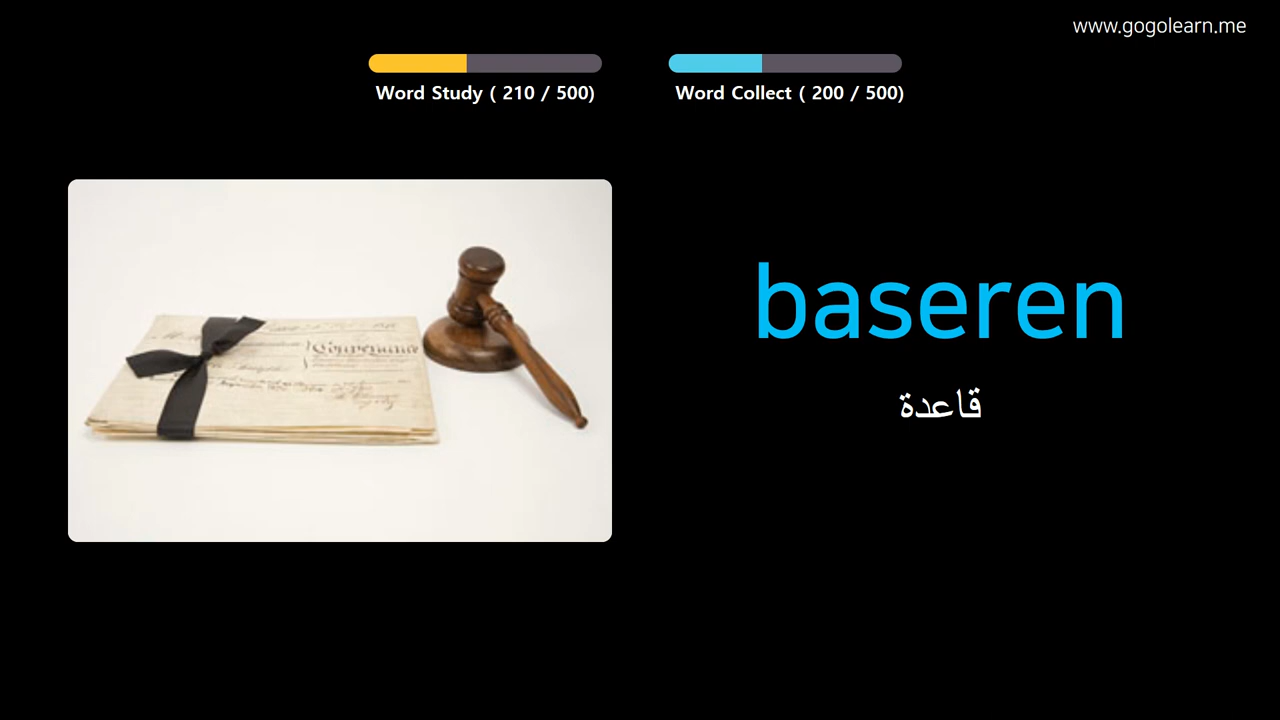 www.gogolearn.me
Word Study ( 210 / 500)
Word Collect ( 200 / 500)
baseren
قاعدة